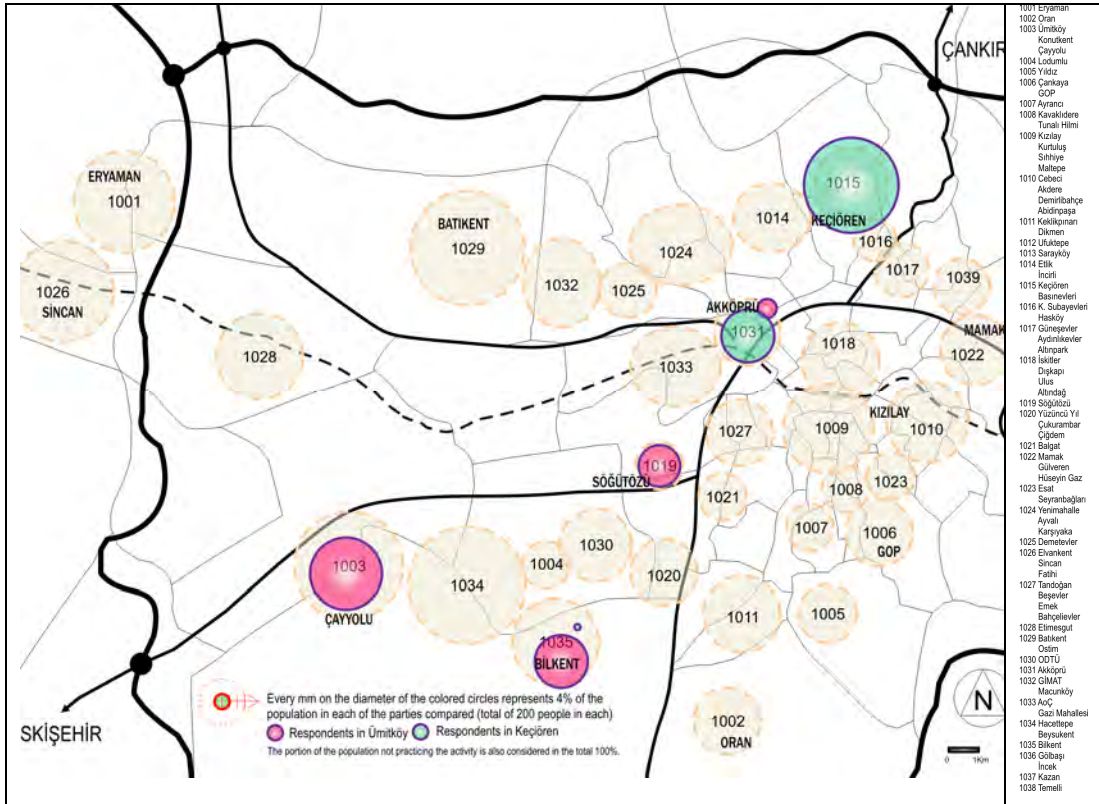 ÇANKIR
ERYAMAN
1001
1015
KEÇİÖREN
BATIKENT
1029
1014
1016
1024
1017
1026
SİNCAN
1032
1025
1039
AKKÖPRÜ
1031
MAMAK
1028
1018
1022
1033
KIZILAY
1027
1009
1010
1019
SÖĞÜTÖZÜ
1023
1021
1008
1007
1006
GOP
1030
1003
1004
1034
1020
ÇAYYOLU
1011
1005
1035
BİLKENT
1002
ORAN
SKİŞEHİR
Every mm on the diameter of the colored circles represents 4% of the
population in each of the parties compared (total of 200 people in each)
Respondents in Ümitköy Respondents in Keçiören
The portion of the population not practicing the activity is also considered in the total 100%.
N
0 1Km
1001 Eryaman
1002 Oran
1003 Ümitköy
Konutkent
Çayyolu
1004 Lodumlu
1005 Yıldız
1006 Çankaya
GOP
1007 Ayrancı
1008 Kavaklıdere
Tunalı Hilmi
1009 Kızılay
Kurtuluş
Sıhhiye
Maltepe
1010 Cebeci
Akdere
Demirlibahçe
Abidinpaşa
1011 Keklikpınarı
Dikmen
1012 Ufuktepe
1013 Sarayköy
1014 Etlik
İncirli
1015 Keçiören
Basınevleri
1016 K. Subayevleri
Hasköy
1017 Güneşevler
Aydınlıkevler
Altınpark
1018 İskitler
Dışkapı
Ulus
Altındağ
1019 Söğütözü
1020 Yüzüncü Yıl
Çukurambar
Çiğdem
1021 Balgat
1022 Mamak
Gülveren
Hüseyin Gaz
1023 Esat
Seyranbağları
1024 Yenimahalle
Ayvalı
Karşıyaka
1025 Demetevler
1026 Elvankent
Sincan
Fatihi
1027 Tandoğan
Beşevler
Emek
Bahçelievler
1028 Etimesgut
1029 Batıkent
Ostim
1030 ODTÜ
1031 Akköprü
1032 GİMAT
Macunköy
1033 AoÇ
Gazi Mahallesi
1034 Hacettepe
Beysukent
1035 Bilkent
1036 Gölbaşı
İncek
1037 Kazan
1038 Temelli